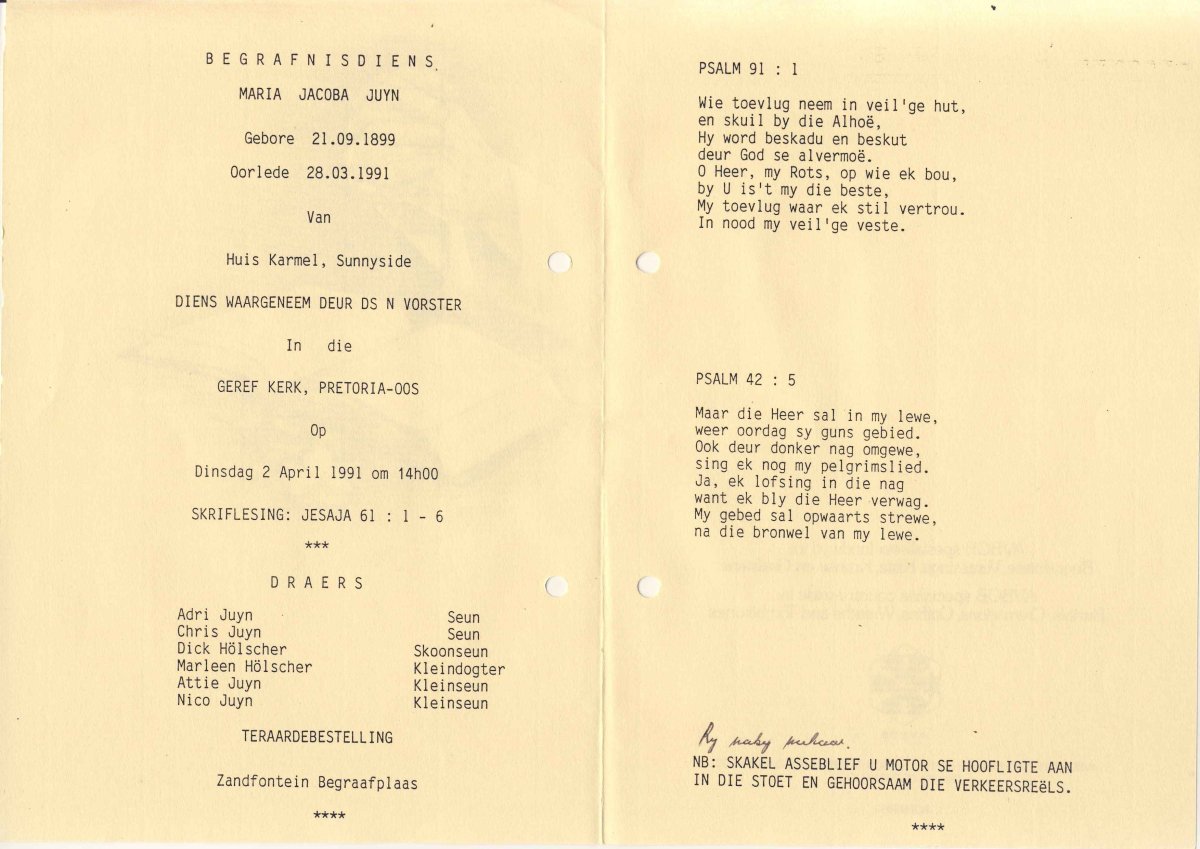 BEGRAFNISDIENS
MARIA JACOBA JUYN
Gebore 21.09.1899
Oorlede 28.03.1991
Van
Huis Karmel, Sunnyside
DIENS WAARGENEEM DEUR DS N VORSTER
In die
GEREF KERK, PRETORIA-OOS
Op
Dinsdag 2 April 1991 om 14h00
SKRIFLESING: JESAJA 61 : 1 - 6
***
DRAERS
Adri Juyn Seun
Chris Juyn Seun
Dick Hölscher Skoonseun
Marleen Hölscher Kleindogter
Attie Juyn Kleinseun
Nico Juyn Kleinseun
TERAARDEBESTELLING
Zandfontein Begraafplaas
****
PSALM 91 : 1
Wie toevlug neem in veil'ge hut,
en skuil by die Alhoë,
Hy word beskadu en beskut
deur God se alvermoë.
O Heer, my Rots, op wie ek bou,
by U is't my die beste,
My toevlug waar ek stil vertrou.
In nood my veil'ge veste.
PSALM 42 : 5
Maar die Heer sal in my lewe,
weer oordag sy guns gebied.
Ook deur donker nag omgewe,
sing ek nog my pelgrimslied.
Ja, ek lofsing in die nag
want ek bly die Heer verwag.
My gebed sal opwaarts strewe,
na die bronwel van my lewe.
Ry naby mekaar.
NB: SKAKEL ASSEBLIEF U MOTOR SE HOOFLIGTE AAN
IN DIE STOET EN GEHOORSAAM DIE VERKEERSREëLS.
****